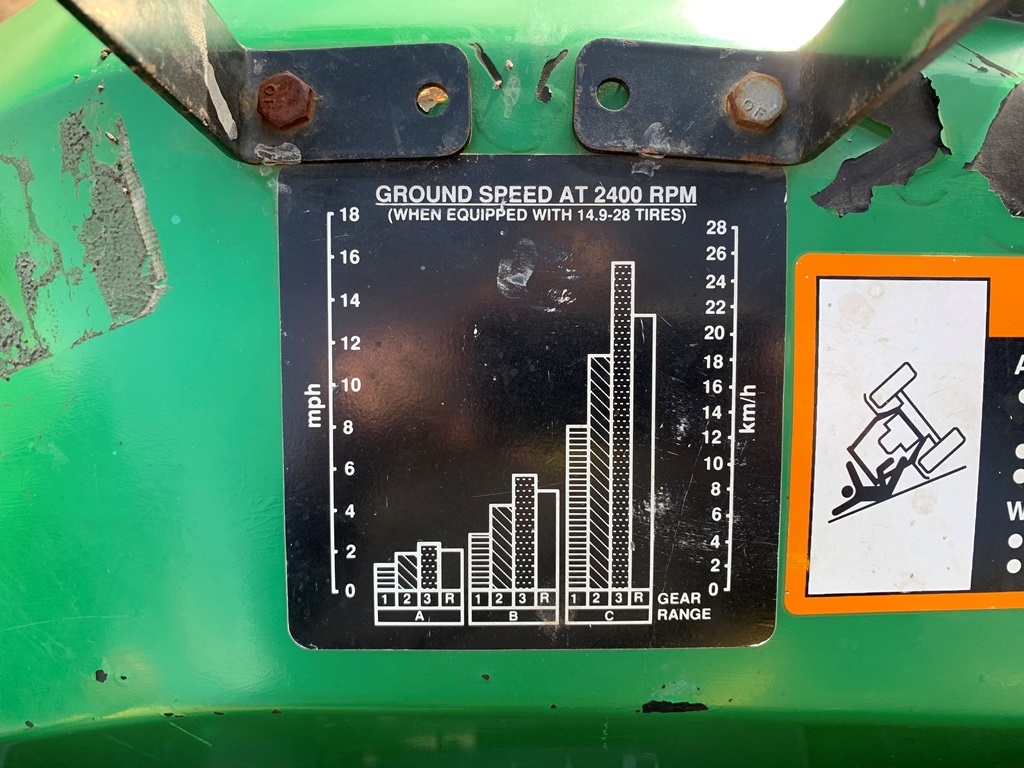 OF
OF
GROUND SPEED AT 2400 RPM
(WHEN EQUIPPED WITH 14.9-28 TIRES)
mph
18
16
14
12
10
8
6
4
2
0
28
26
24
22
20
18
16
14
12
10
8
6
4
2
0
km/h
1 2 3 R 1 2 3 R 1 2 3 R GEAR
A B C RANGE
A
W